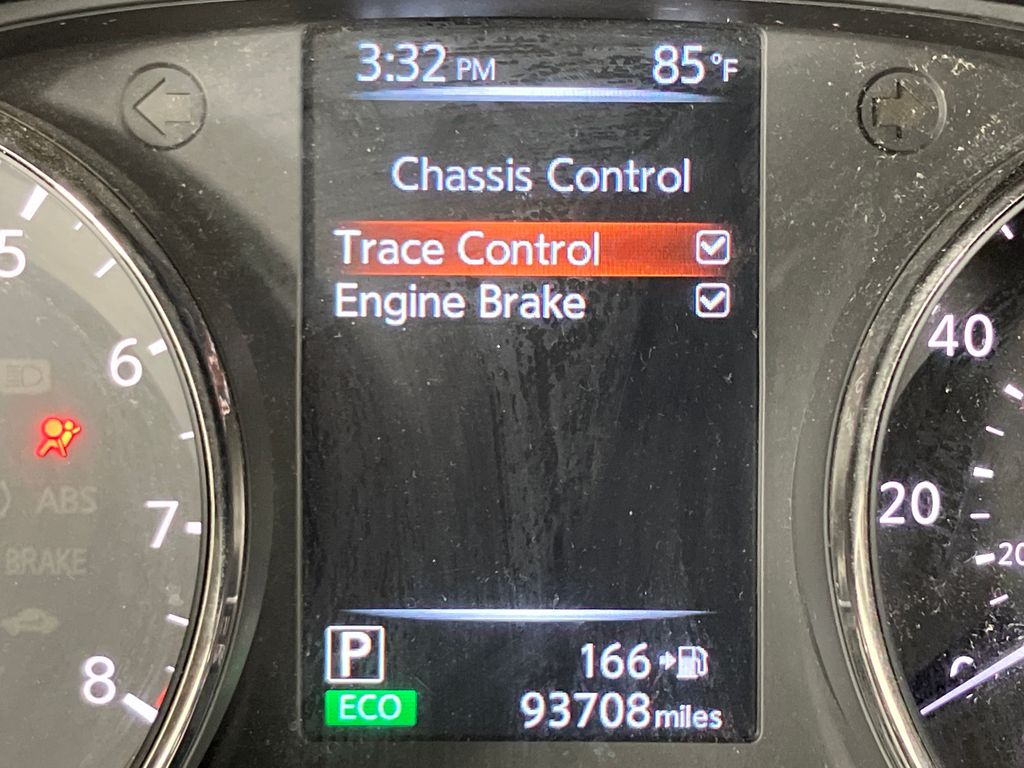 3:32 PM 85°F
Chassis Control
Trace Control
Engine Brake
5
6
7
8
ABS
BRAKE
40
20
20
P
166
ECO
93708 miles